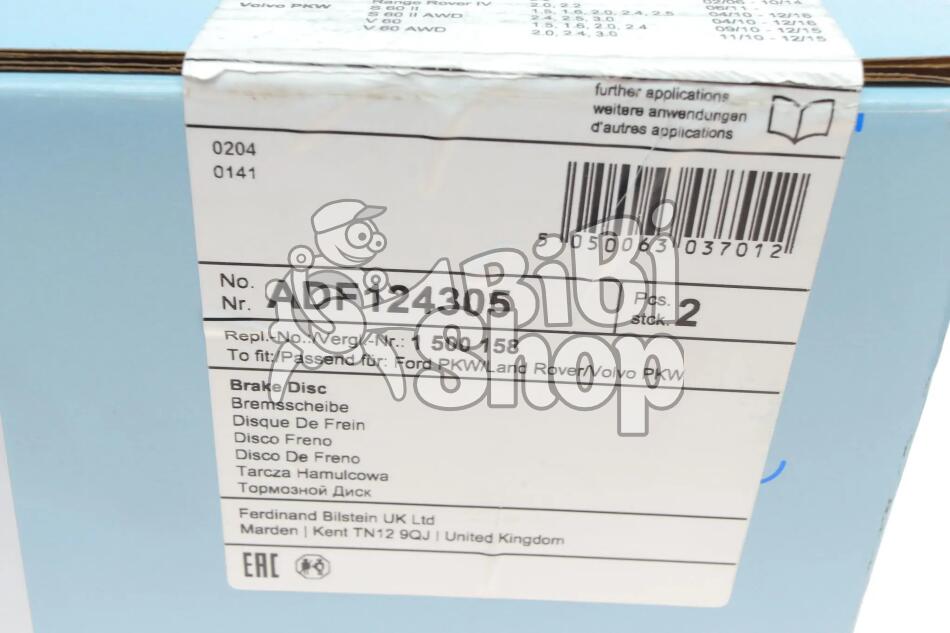 Volvo PKW Range Rover IV 2.0, 2.2 02/06 - 10/14
S 60 II 1.5, 1.6, 2.0, 2.4, 2.5
S 60 II AWD 2.4, 2.5, 3.0 04/10 - 12/15
V 60 1.5, 1.6, 2.0, 2.4 09/10 - 12/15
V 60 AWD 2.0, 2.4, 3.0 11/10 - 12/15
further applications
weitere anwendungen
d'autres applications
0204
0141
5 050063 037012
No.
Nr. ADF124305
Pcs.
stck. 2
Repl.-No.:/Vergl.-Nr.: 1 500 158
To fit:/Passend für: Ford PKW/Land Rover/Volvo PKW
Brake Disc
Bremsscheibe
Disque De Frein
Disco Freno
Disco De Freno
Tarcza Hamulcowa
Тормозной Диск
Ferdinand Bilstein UK Ltd
Marden | Kent TN12 9QJ | United Kingdom
EAC
BiBi
Shop